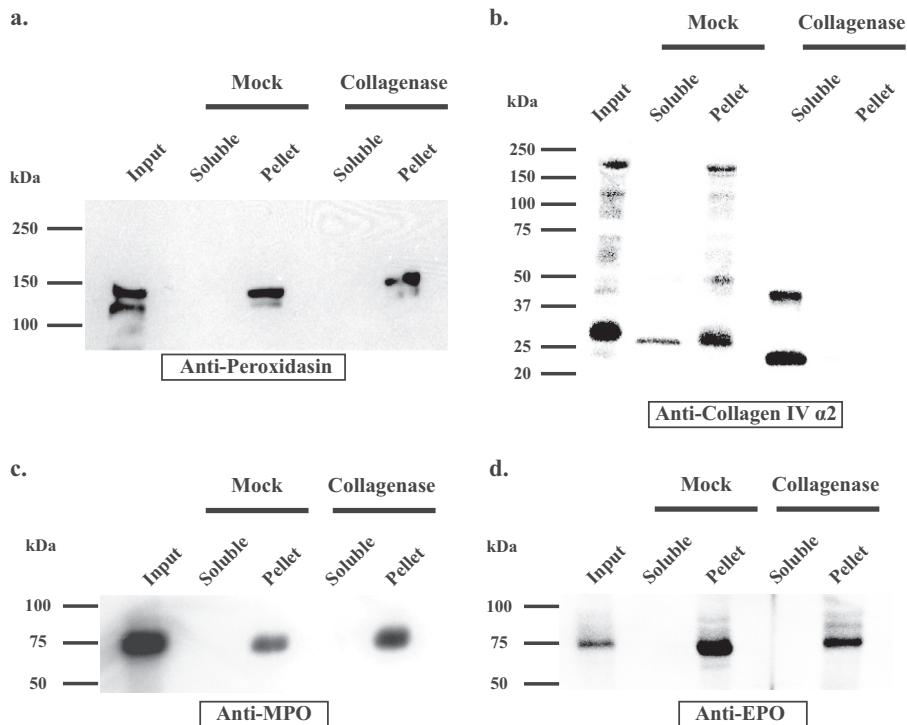 a.
Mock
Collagenase
kDa
Input
Soluble
Pellet
Soluble
Pellet
250
150
100
Anti-Peroxidasin
b.
Mock
Collagenase
kDa
Input
Soluble
Pellet
Soluble
Pellet
250
150
100
75
50
37
25
20
Anti-Collagen IV α2
c.
Mock
Collagenase
kDa
Input
Soluble
Pellet
Soluble
Pellet
100
75
50
Anti-MPO
d.
Mock
Collagenase
kDa
Input
Soluble
Pellet
Soluble
Pellet
100
75
50
Anti-EPO